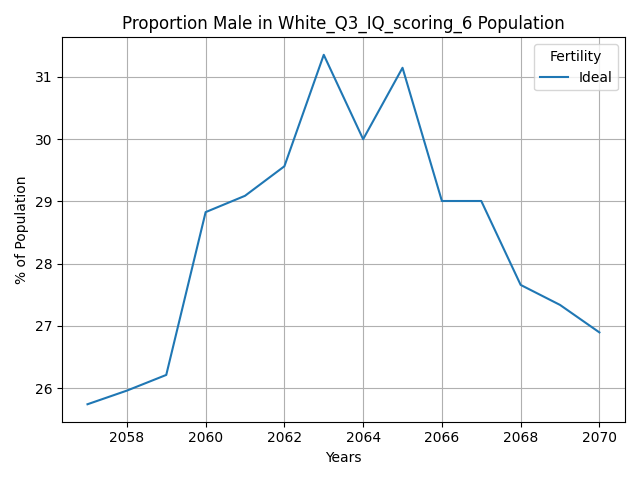 Proportion Male in White_Q3_IQ_scoring_6 Population
Fertility
Ideal
% of Population
31
30
29
28
27
26
2058 2060 2062 2064 2066 2068 2070
Years